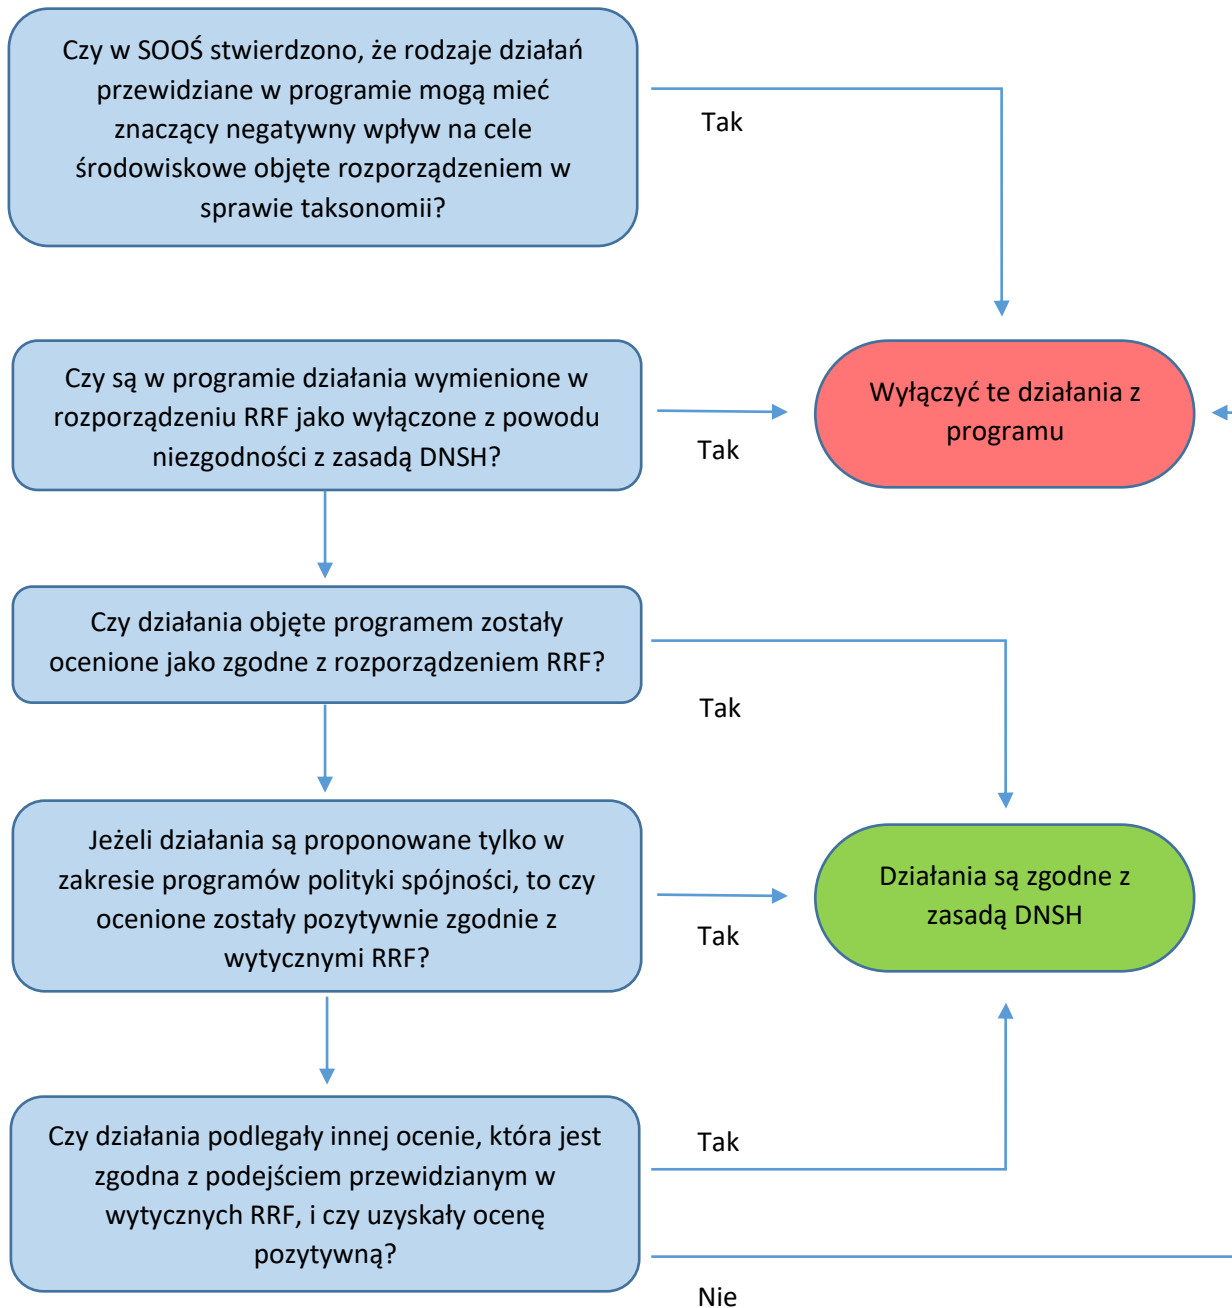 Czy w SOOŚ stwierdzono, że rodzaje działań
przewidziane w programie mogą mieć
znaczący negatywny wpływ na cele
środowiskowe objęte rozporządzeniem w
sprawie taksonomii?
Tak
Czy są w programie działania wymienione w
rozporządzeniu RRF jako wyłączone z powodu
niezgodności z zasadą DNSH?
Tak
Wyłączyć te działania z
programu
Czy działania objęte programem zostały
ocenione jako zgodne z rozporządzeniem RRF?
Tak
Jeżeli działania są proponowane tylko w
zakresie programów polityki spójności, to czy
ocenione zostały pozytywnie zgodnie z
wytycznymi RRF?
Tak
Działania są zgodne z
zasadą DNSH
Czy działania podlegały innej ocenie, która jest
zgodna z podejściem przewidzianym w
wytycznych RRF, i czy uzyskały ocenę
pozytywną?
Tak
Nie